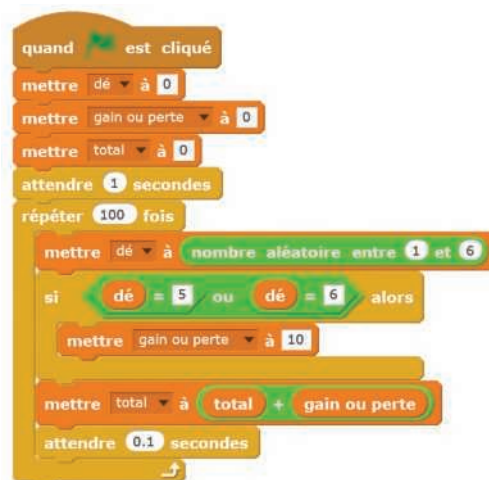 quand est cliqué
mettre dé à 0
mettre gain ou perte à 0
mettre total à 0
attendre 1 secondes
répéter 100 fois
mettre dé à nombre aléatoire entre 1 et 6
si dé = 5 ou dé = 6 alors
mettre gain ou perte à 10
mettre total à total + gain ou perte
attendre 0.1 secondes